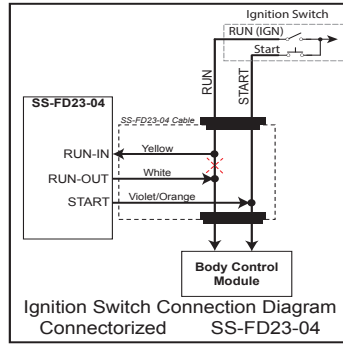 Ignition Switch
RUN (IGN)
Start
RUN
START
SS-FD23-04
SS-FD23-04 Cable
RUN-IN
Yellow
RUN-OUT
White
START
Violet/Orange
Body Control
Module
Ignition Switch Connection Diagram
Connectorized SS-FD23-04